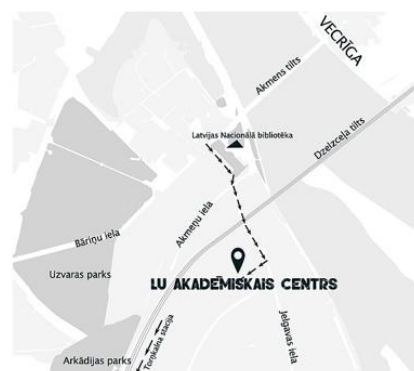 VECRĪGA
Akmens tilts
Dzelzceļa tilts
Latvijas Nacionālā bibliotēka
Akmeņu iela
Bāriņu iela
Uzvaras parks
LU AKADĒMISKAIS CENTRS
Jelgavas iela
Torņkalna stacija
Arkādijas parks